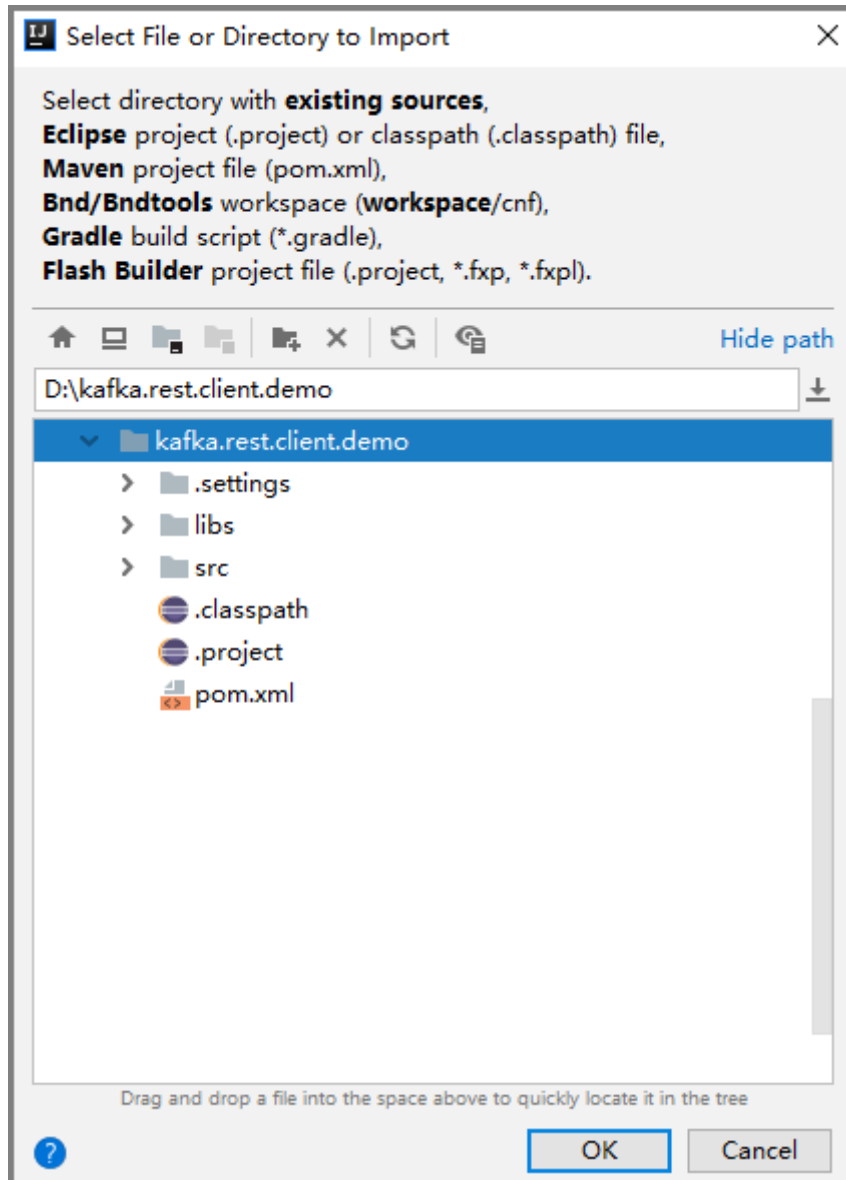 IJ
Select File or Directory to Import
Select directory with existing sources,
Eclipse project (.project) or classpath (.classpath) file,
Maven project file (pom.xml),
Bnd/Bndtools workspace (workspace/cnf),
Gradle build script (*.gradle),
Flash Builder project file (.project, *.fxp, *.fxpl).
Hide path
D:\kafka.rest.client.demo
kafka.rest.client.demo
.settings
libs
src
.classpath
.project
pom.xml
Drag and drop a file into the space above to quickly locate it in the tree
? OK Cancel